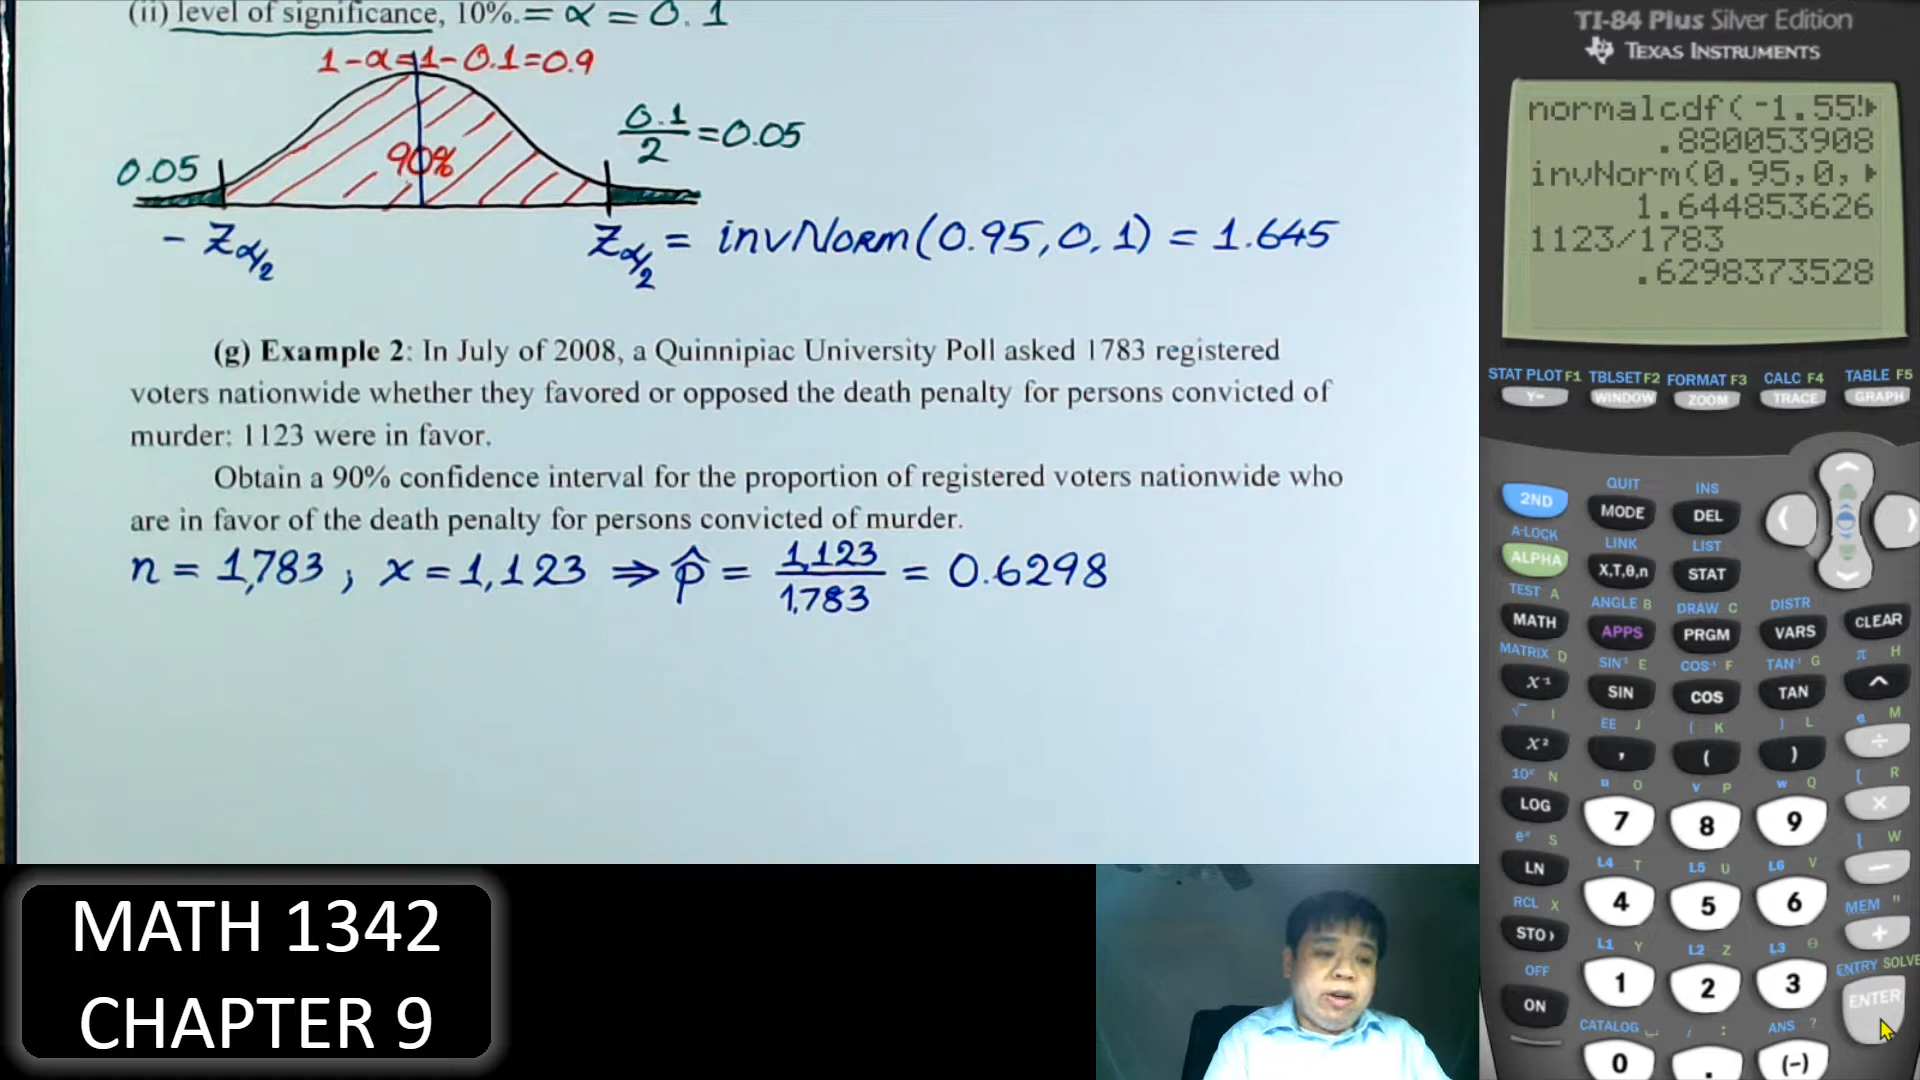 (ii) level of significance, 10%. = α = 0.1
1-α=1-0.1=0.9
0.1/2 = 0.05
0.05
90%
-Zα/2
Zα/2 = invNorm(0.95,0,1) = 1.645
(g) Example 2: In July of 2008, a Quinnipiac University Poll asked 1783 registered
voters nationwide whether they favored or opposed the death penalty for persons convicted of
murder: 1123 were in favor.
Obtain a 90% confidence interval for the proportion of registered voters nationwide who
are in favor of the death penalty for persons convicted of murder.
n = 1,783 , x = 1,123 ⇒ p̂ = 1,123/1,783 = 0.6298
MATH 1342
CHAPTER 9
TI-84 Plus Silver Edition
TEXAS INSTRUMENTS
normalcdf(-1.55
.880053908
invNorm(0.95,0,
1.644853626
1123/1783
.6298373528
STAT PLOT F1 TBLSET F2 FORMAT F3 CALC F4 TABLE F5
Y= WINDOW ZOOM TRACE GRAPH
QUIT INS
2ND MODE DEL
A-LOCK LINK LIST
ALPHA X,T,θ,n STAT
TEST A ANGLE B DRAW C DISTR
MATH APPS PRGM VARS CLEAR
MATRIX D SIN⁻¹ E COS⁻¹ F TAN⁻¹ G π H
x⁻¹ SIN COS TAN ^
√ I EE J { K } L e M
x² , ( ) ÷
10ˣ N u O v P w Q [ R
LOG 7 8 9 ×
eˣ S L4 T L5 U L6 V ] W
LN 4 5 6 −
RCL X L1 Y L2 Z L3 θ MEM "
STO› 1 2 3 +
OFF CATALOG i : ANS ? ENTRY SOLVE
ON 0 . (-) ENTER